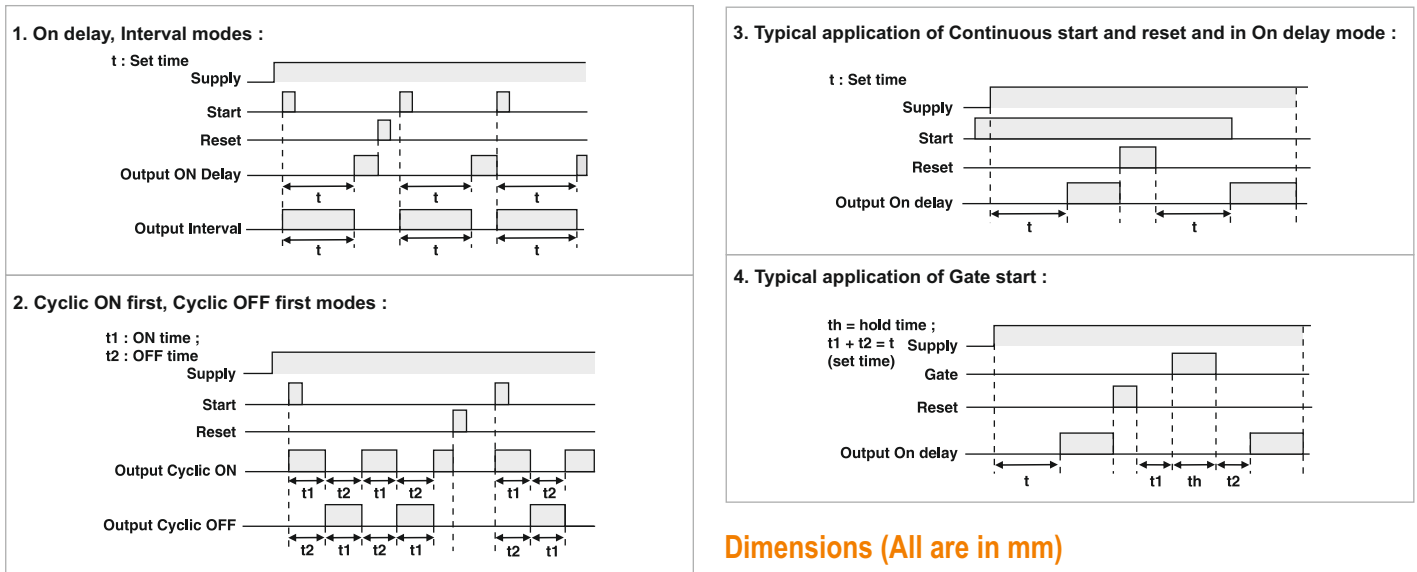 1. On delay, Interval modes :
t : Set time
Supply
Start
Reset
Output ON Delay
t t t
Output Interval
t t t
2. Cyclic ON first, Cyclic OFF first modes :
t1 : ON time ;
t2 : OFF time
Supply
Start
Reset
Output Cyclic ON
t1 t2 t1 t2 t1 t2
Output Cyclic OFF
t2 t1 t2 t1 t2 t1
3. Typical application of Continuous start and reset and in On delay mode :
t : Set time
Supply
Start
Reset
Output On delay
t t
4. Typical application of Gate start :
th = hold time ;
t1 + t2 = t
(set time)
Supply
Gate
Reset
Output On delay
t t1 th t2
Dimensions (All are in mm)